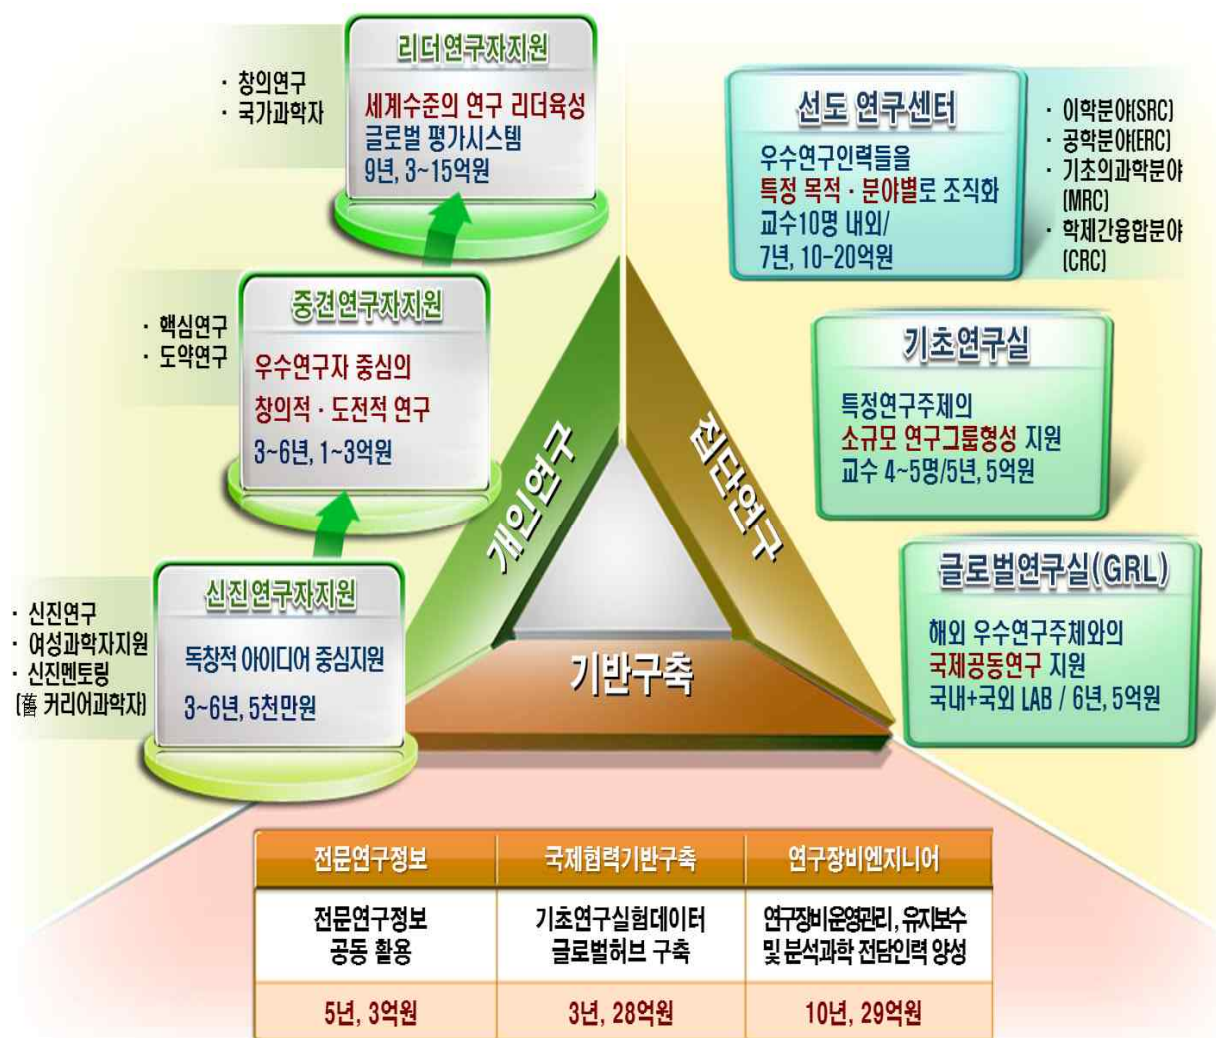 리더연구자지원
· 창의연구
· 국가과학자
세계수준의 연구 리더육성
글로벌 평가시스템
9년, 3~15억원
중견연구자지원
· 핵심연구
· 도약연구
우수연구자 중심의
창의적 · 도전적 연구
3~6년, 1~3억원
신진연구자지원
· 신진연구
· 여성과학자지원
· 신진멘토링
(舊 커리어과학자)
독창적 아이디어 중심지원
3~6년, 5천만원
개인연구
집단연구
기반구축
선도 연구센터
우수연구인력들을
특정 목적 · 분야별로 조직화
교수10명 내외/
7년, 10-20억원
· 이학분야(SRC)
· 공학분야(ERC)
· 기초의과학분야
(MRC)
· 학제간융합분야
(CRC)
기초연구실
특정연구주제의
소규모 연구그룹형성 지원
교수 4~5명/5년, 5억원
글로벌연구실(GRL)
해외 우수연구주체와의
국제공동연구 지원
국내+국외 LAB / 6년, 5억원
전문연구정보
국제협력기반구축
연구장비엔지니어
전문연구정보
공동 활용
기초연구실험데이터
글로벌허브 구축
연구장비운영관리, 유지보수
및 분석과학 전담인력 양성
5년, 3억원
3년, 28억원
10년, 29억원